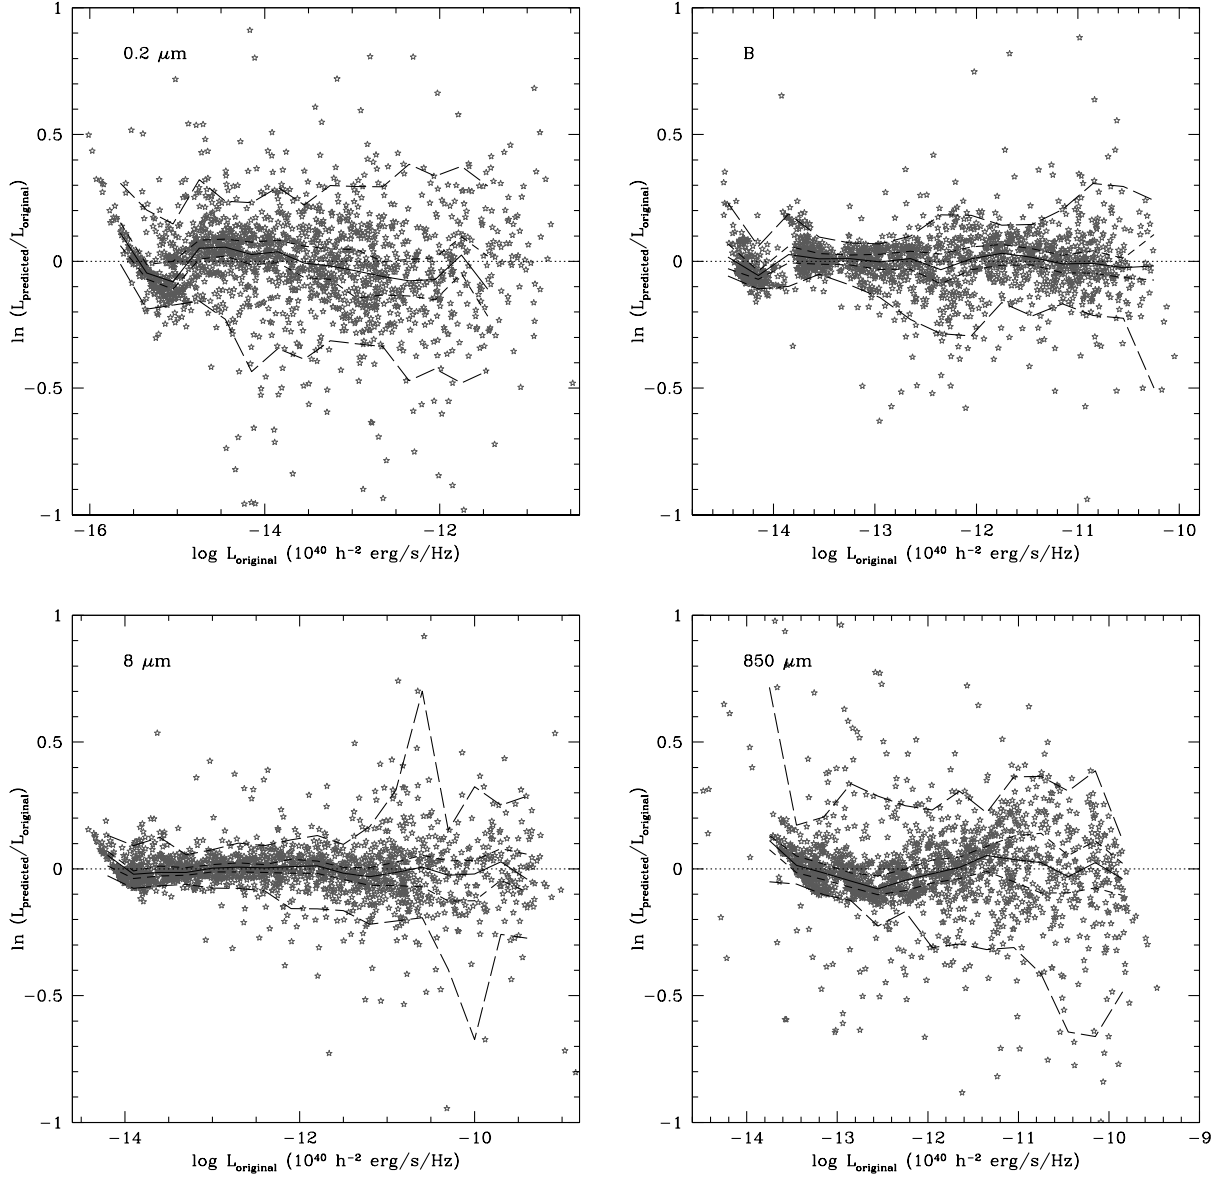 1
0.5
0
−0.5
−1
ln (L_predicted/L_original)
0.2 μm
−16 −14 −12
log L_original (10^40 h^−2 erg/s/Hz)
1
0.5
0
−0.5
−1
ln (L_predicted/L_original)
B
−14 −13 −12 −11 −10
log L_original (10^40 h^−2 erg/s/Hz)
1
0.5
0
−0.5
−1
ln (L_predicted/L_original)
8 μm
−14 −12 −10
log L_original (10^40 h^−2 erg/s/Hz)
1
0.5
0
−0.5
−1
ln (L_predicted/L_original)
850 μm
−14 −13 −12 −11 −10 −9
log L_original (10^40 h^−2 erg/s/Hz)